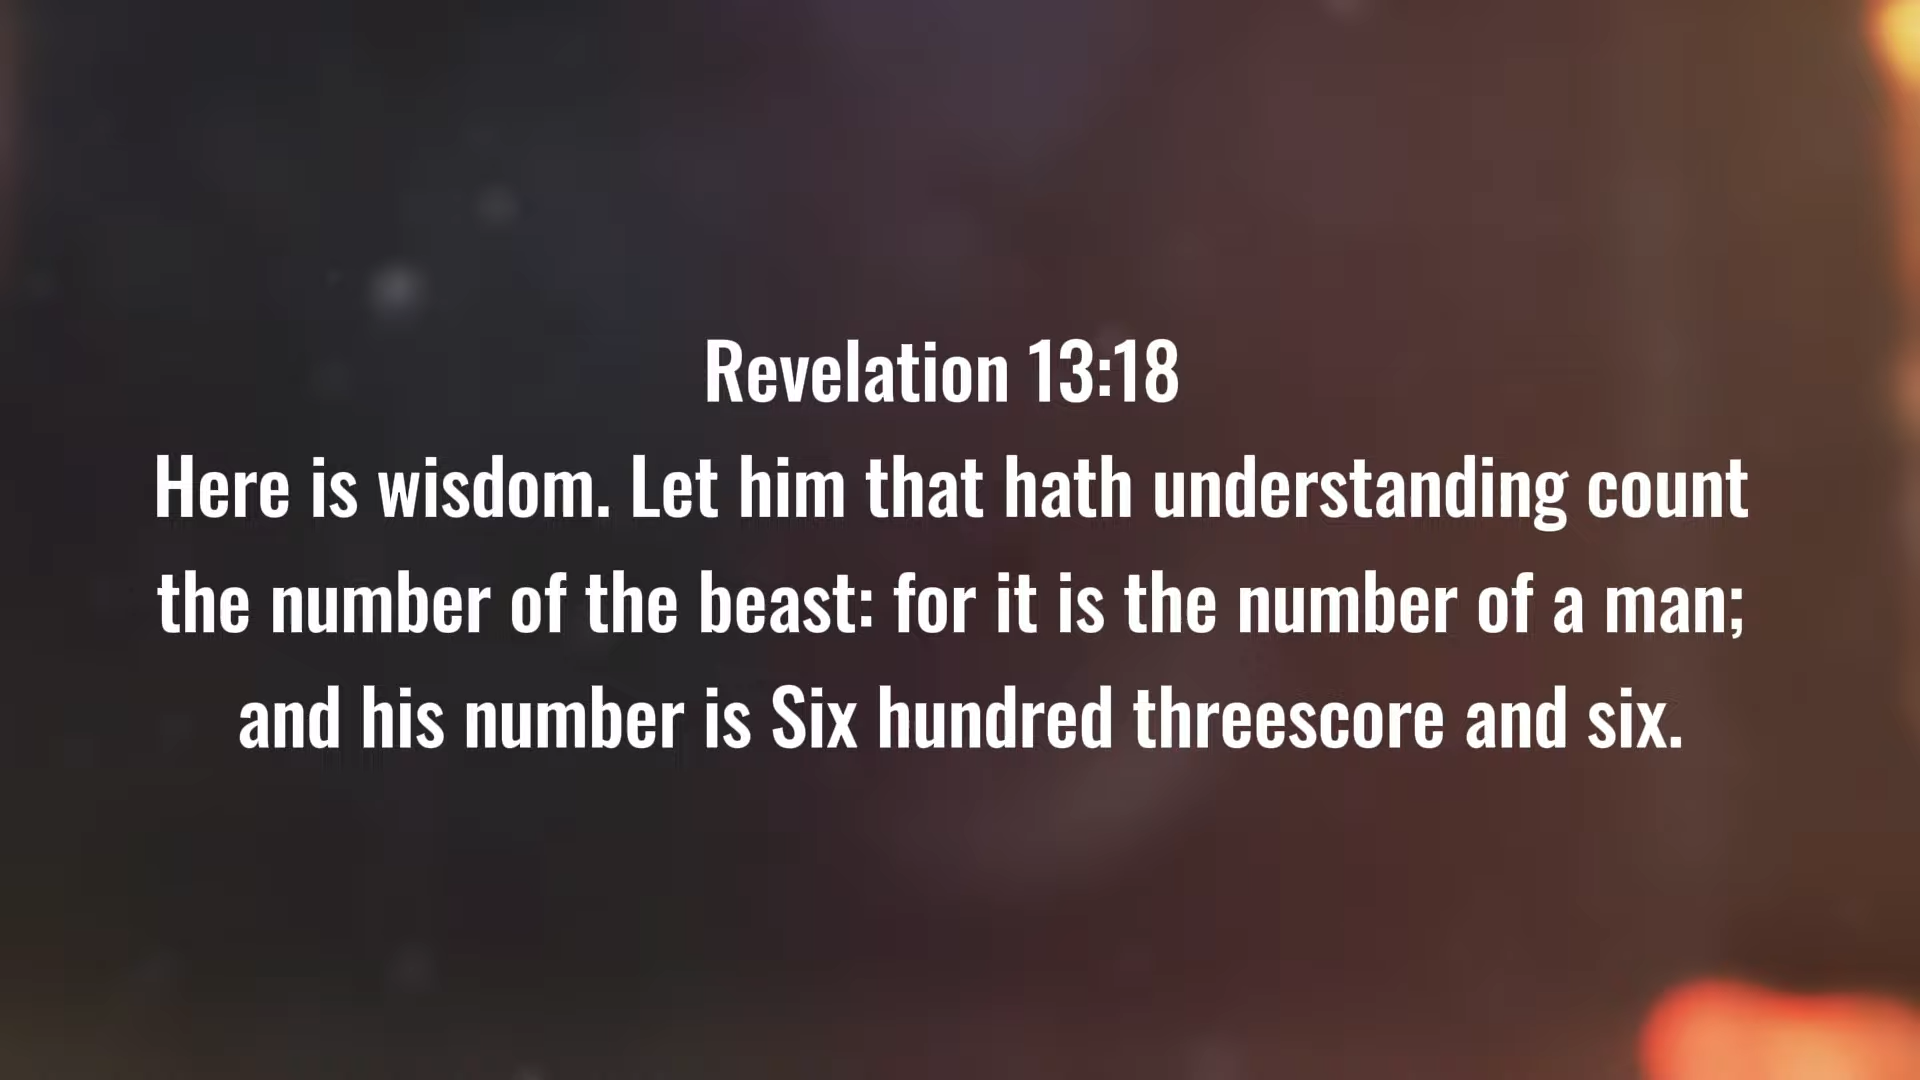 Revelation 13:18
Here is wisdom. Let him that hath understanding count
the number of the beast: for it is the number of a man;
and his number is Six hundred threescore and six.